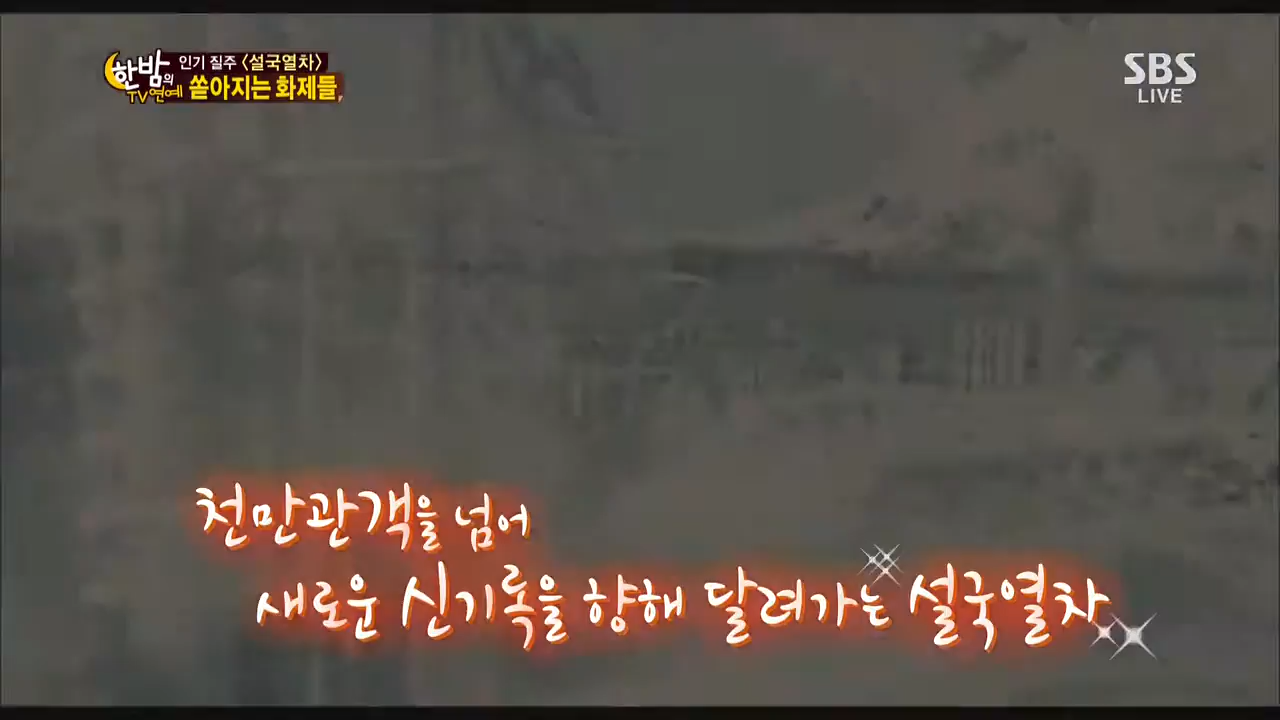 한밤의
TV연예
인기 질주 <설국열차>
쏟아지는 화제들,
SBS
LIVE
천만관객을 넘어
새로운 신기록을 향해 달려가는 설국열차